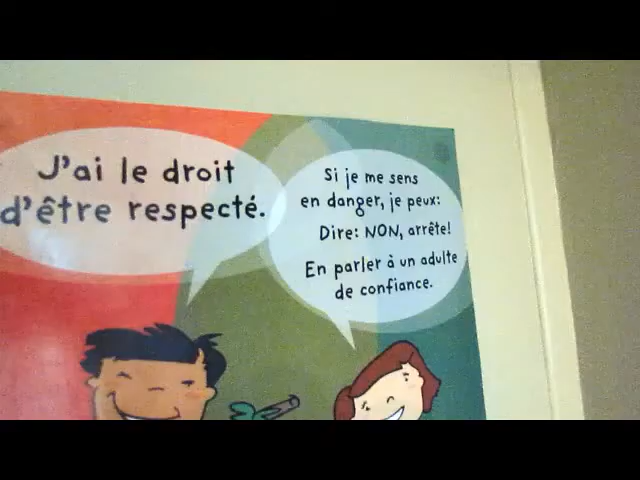 J'ai le droit
d'être respecté.
Si je me sens
en danger, je peux:
Dire: NON, arrête!
En parler à un adulte
de confiance.